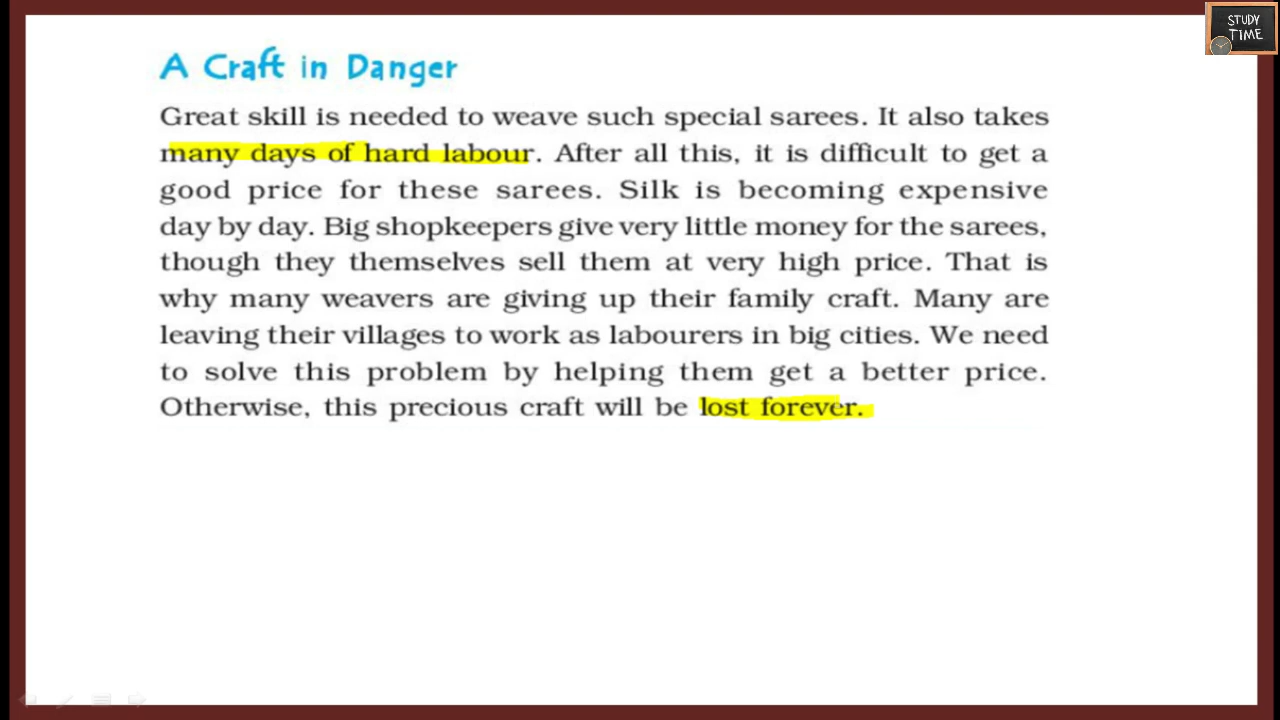 STUDY
TIME
A Craft in Danger
Great skill is needed to weave such special sarees. It also takes
many days of hard labour. After all this, it is difficult to get a
good price for these sarees. Silk is becoming expensive
day by day. Big shopkeepers give very little money for the sarees,
though they themselves sell them at very high price. That is
why many weavers are giving up their family craft. Many are
leaving their villages to work as labourers in big cities. We need
to solve this problem by helping them get a better price.
Otherwise, this precious craft will be lost forever.